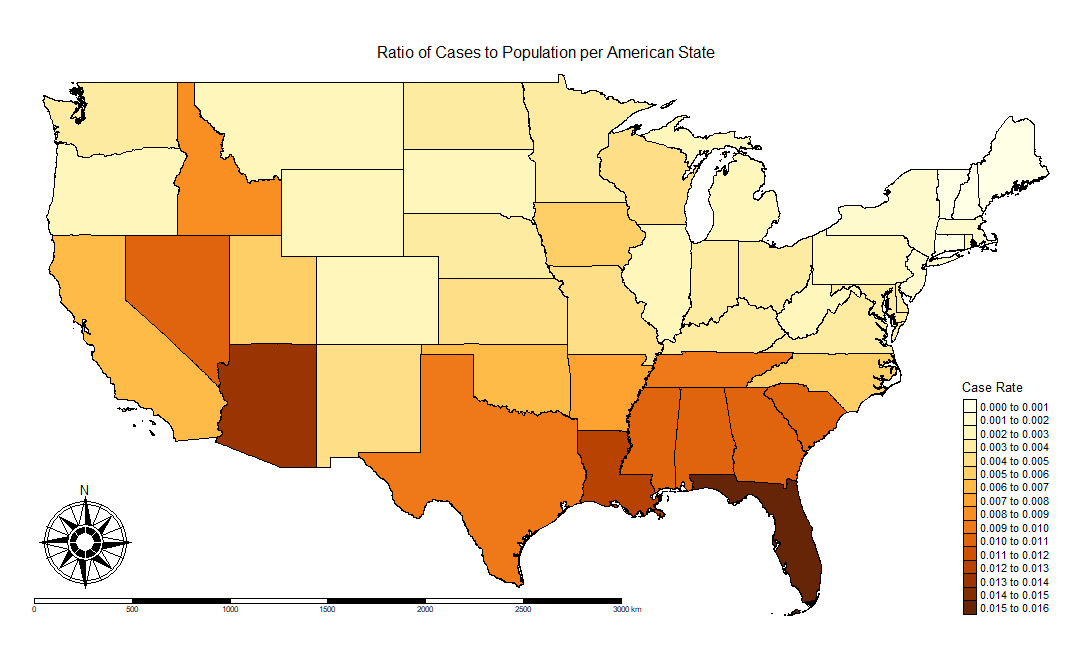 Ratio of Cases to Population per American State
Case Rate
0.000 to 0.001
0.001 to 0.002
0.002 to 0.003
0.003 to 0.004
0.004 to 0.005
0.005 to 0.006
0.006 to 0.007
0.007 to 0.008
0.008 to 0.009
0.009 to 0.010
0.010 to 0.011
0.011 to 0.012
0.012 to 0.013
0.013 to 0.014
0.014 to 0.015
0.015 to 0.016
N
0 500 1000 1500 2000 2500 3000 km